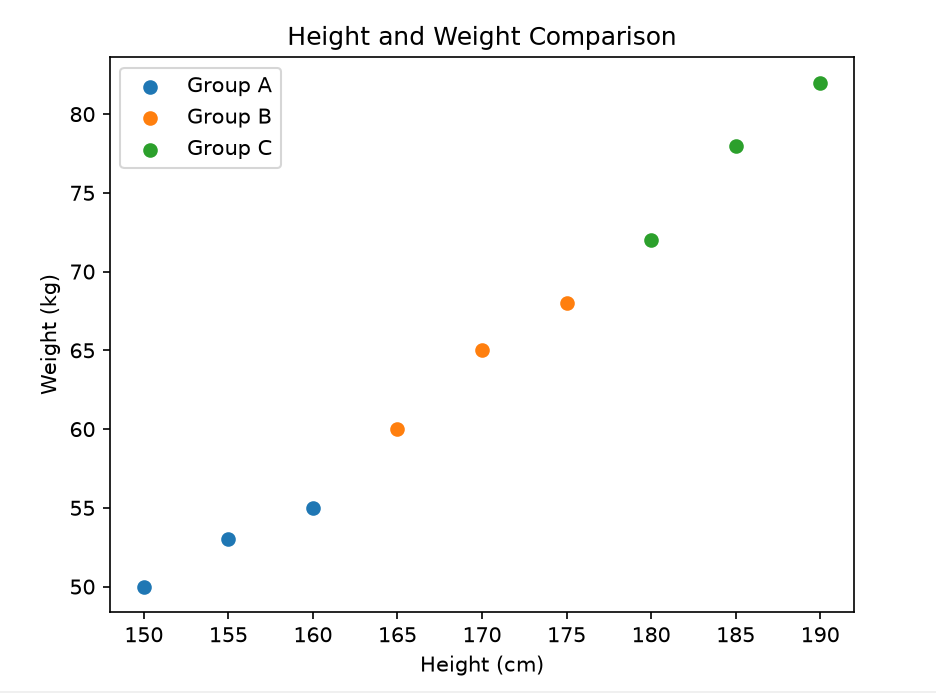 Height and Weight Comparison
Group A
Group B
Group C
80
75
70
65
60
55
50
Weight (kg)
150 155 160 165 170 175 180 185 190
Height (cm)